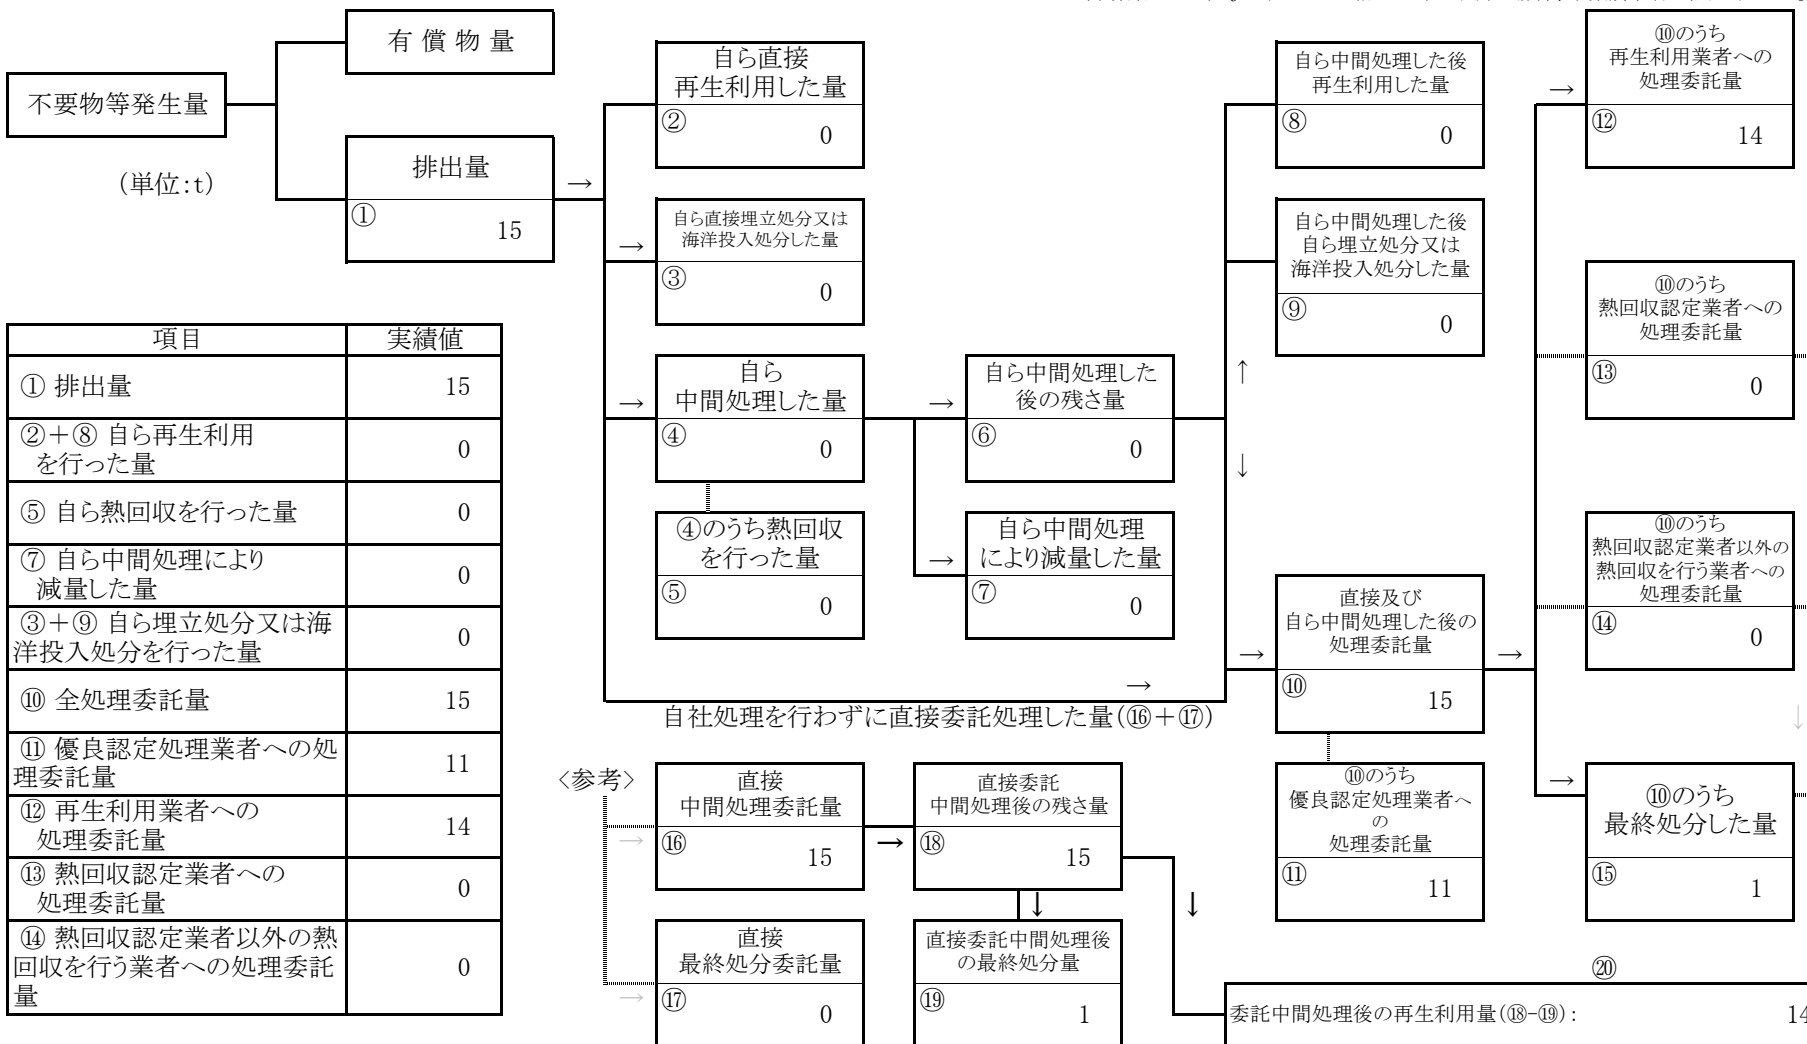 不要物等発生量
(単位:t)
有 償 物 量
排出量
→
① 15
自ら直接
再生利用した量
② 0
→
自ら直接埋立処分又は
海洋投入処分した量
③ 0
→
自ら
中間処理した量
④ 0
④のうち熱回収
を行った量
⑤ 0
→
自ら中間処理した
後の残さ量
⑥ 0
→
自ら中間処理
により減量した量
⑦ 0
自ら中間処理した後
再生利用した量
⑧ 0
自ら中間処理した後
自ら埋立処分又は
海洋投入処分した量
⑨ 0
↑
↓
→
直接及び
自ら中間処理した後の
処理委託量
⑩ 15
→
⑩のうち
優良認定処理業者へ
の
処理委託量
⑪ 11
→
⑩のうち
再生利用業者への
処理委託量
⑫ 14
⑩のうち
熱回収認定業者への
処理委託量
⑬ 0
⑩のうち
熱回収認定業者以外の
熱回収を行う業者への
処理委託量
⑭ 0
↓
→
⑩のうち
最終処分した量
⑮ 1
→
自社処理を行わずに直接委託処理した量(⑯+⑰)
項目 実績値
① 排出量 15
②+⑧ 自ら再生利用
を行った量 0
⑤ 自ら熱回収を行った量 0
⑦ 自ら中間処理により
減量した量 0
③+⑨ 自ら埋立処分又は海
洋投入処分を行った量 0
⑩ 全処理委託量 15
⑪ 優良認定処理業者への処
理委託量 11
⑫ 再生利用業者への
処理委託量 14
⑬ 熱回収認定業者への
処理委託量 0
⑭ 熱回収認定業者以外の熱
回収を行う業者への処理委託
量 0
〈参考〉
→
直接
中間処理委託量
⑯ 15
→
直接委託
中間処理後の残さ量
⑱ 15
↓
↓
→
直接
最終処分委託量
⑰ 0
直接委託中間処理後
の最終処分量
⑲ 1
⑳
委託中間処理後の再生利用量(⑱-⑲): 14